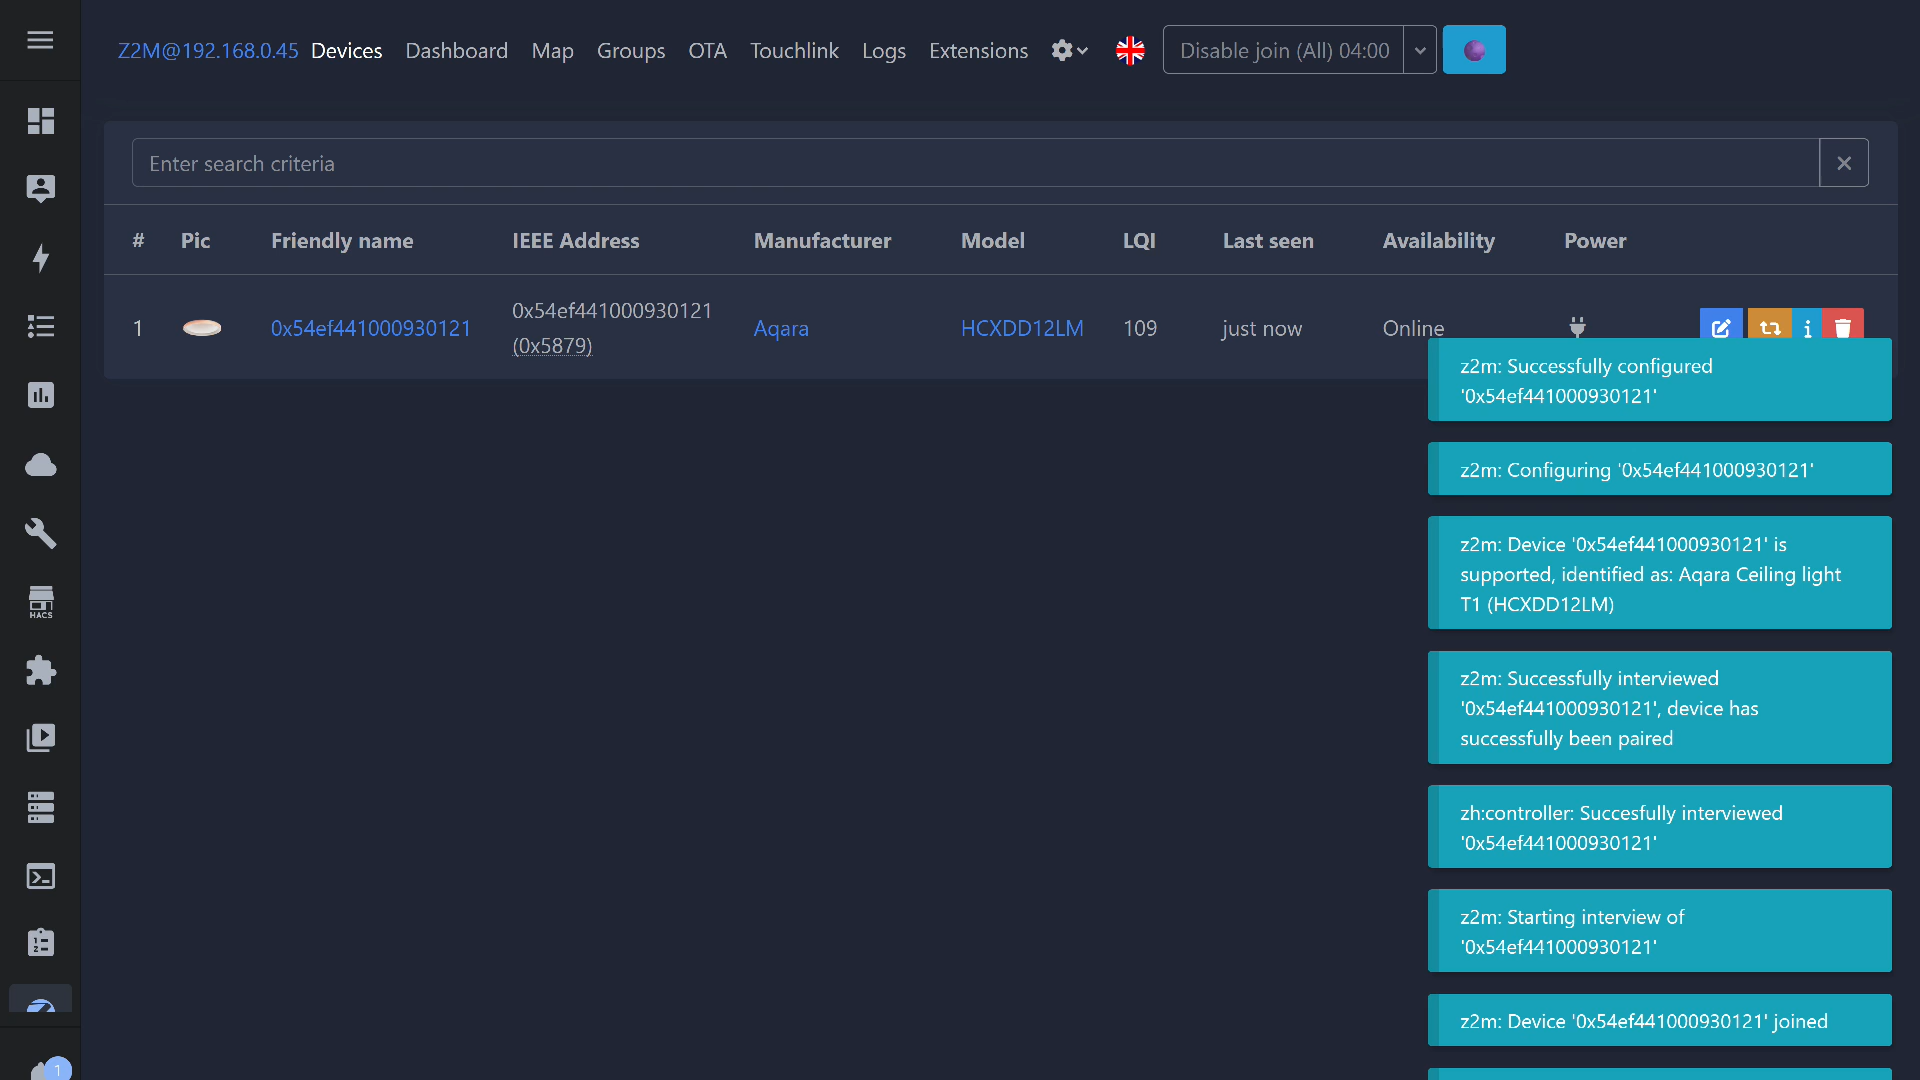 Z2M@192.168.0.45 Devices Dashboard Map Groups OTA Touchlink Logs Extensions Disable join (All) 04:00
Enter search criteria
# Pic Friendly name IEEE Address Manufacturer Model LQI Last seen Availability Power
1 0x54ef441000930121 0x54ef441000930121 (0x5879) Aqara HCXDD12LM 109 just now Online
z2m: Successfully configured
'0x54ef441000930121'
z2m: Configuring '0x54ef441000930121'
z2m: Device '0x54ef441000930121' is
supported, identified as: Aqara Ceiling light
T1 (HCXDD12LM)
z2m: Successfully interviewed
'0x54ef441000930121', device has
successfully been paired
zh:controller: Succesfully interviewed
'0x54ef441000930121'
z2m: Starting interview of
'0x54ef441000930121'
z2m: Device '0x54ef441000930121' joined
HACS
1